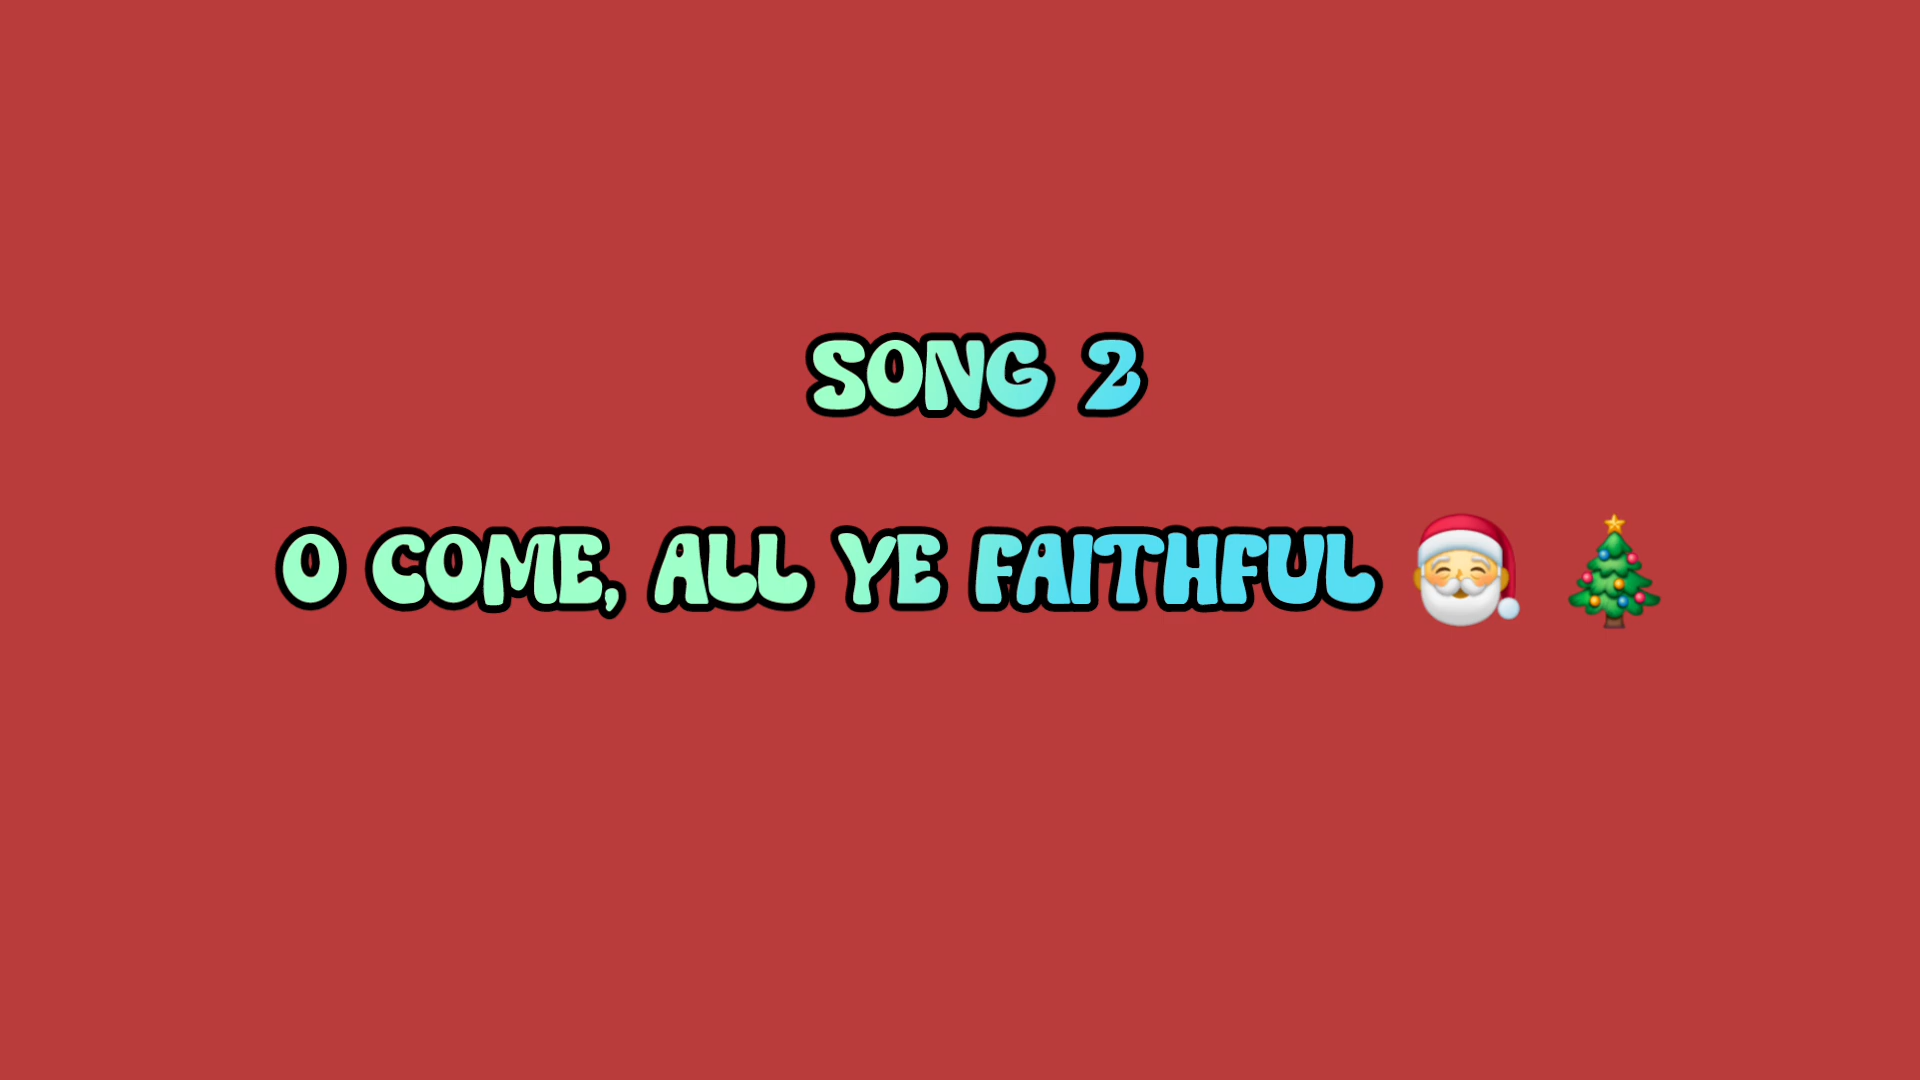 SONG 2
O COME, ALL YE FAITHFUL 🎅 🎄